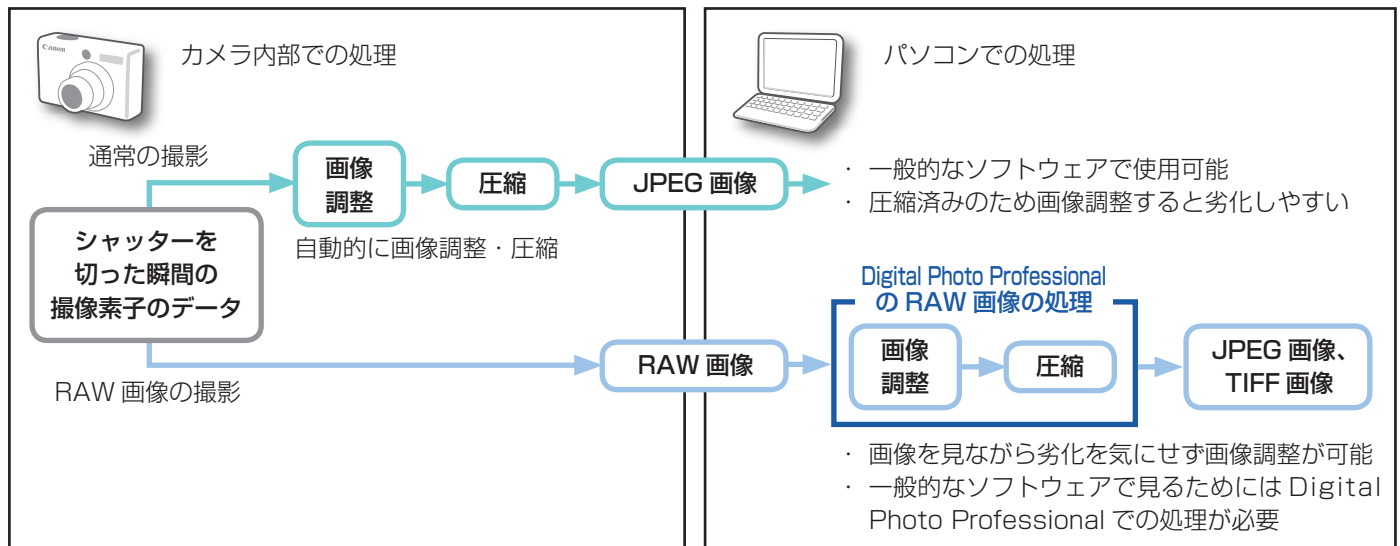 Canon
カメラ内部での処理
通常の撮影
画像
調整
圧縮
JPEG 画像
自動的に画像調整・圧縮
シャッターを
切った瞬間の
撮像素子のデータ
RAW 画像の撮影
RAW 画像
パソコンでの処理
・ 一般的なソフトウェアで使用可能
・ 圧縮済みのため画像調整すると劣化しやすい
Digital Photo Professional
の RAW 画像の処理
画像
調整
圧縮
JPEG 画像、
TIFF 画像
・ 画像を見ながら劣化を気にせず画像調整が可能
・ 一般的なソフトウェアで見るためには Digital
Photo Professional での処理が必要